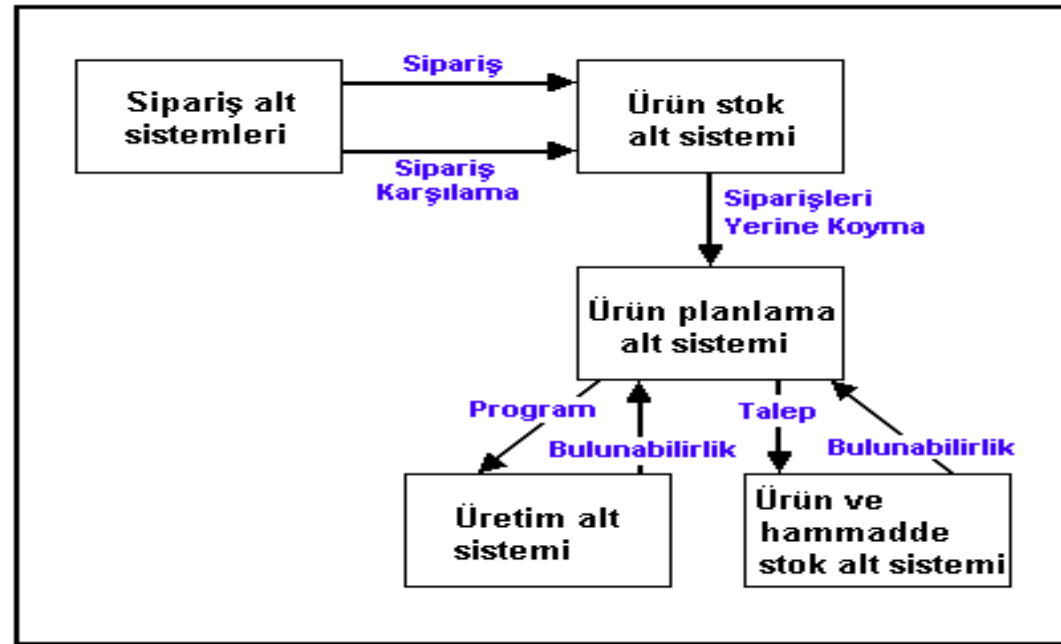 Sipariş alt
sistemleri
Sipariş
Sipariş
Karşılama
Ürün stok
alt sistemi
Siparişleri
Yerine Koyma
Ürün planlama
alt sistemi
Program
Bulunabilirlik
Talep
Bulunabilirlik
Üretim alt
sistemi
Ürün ve
hammadde
stok alt sistemi